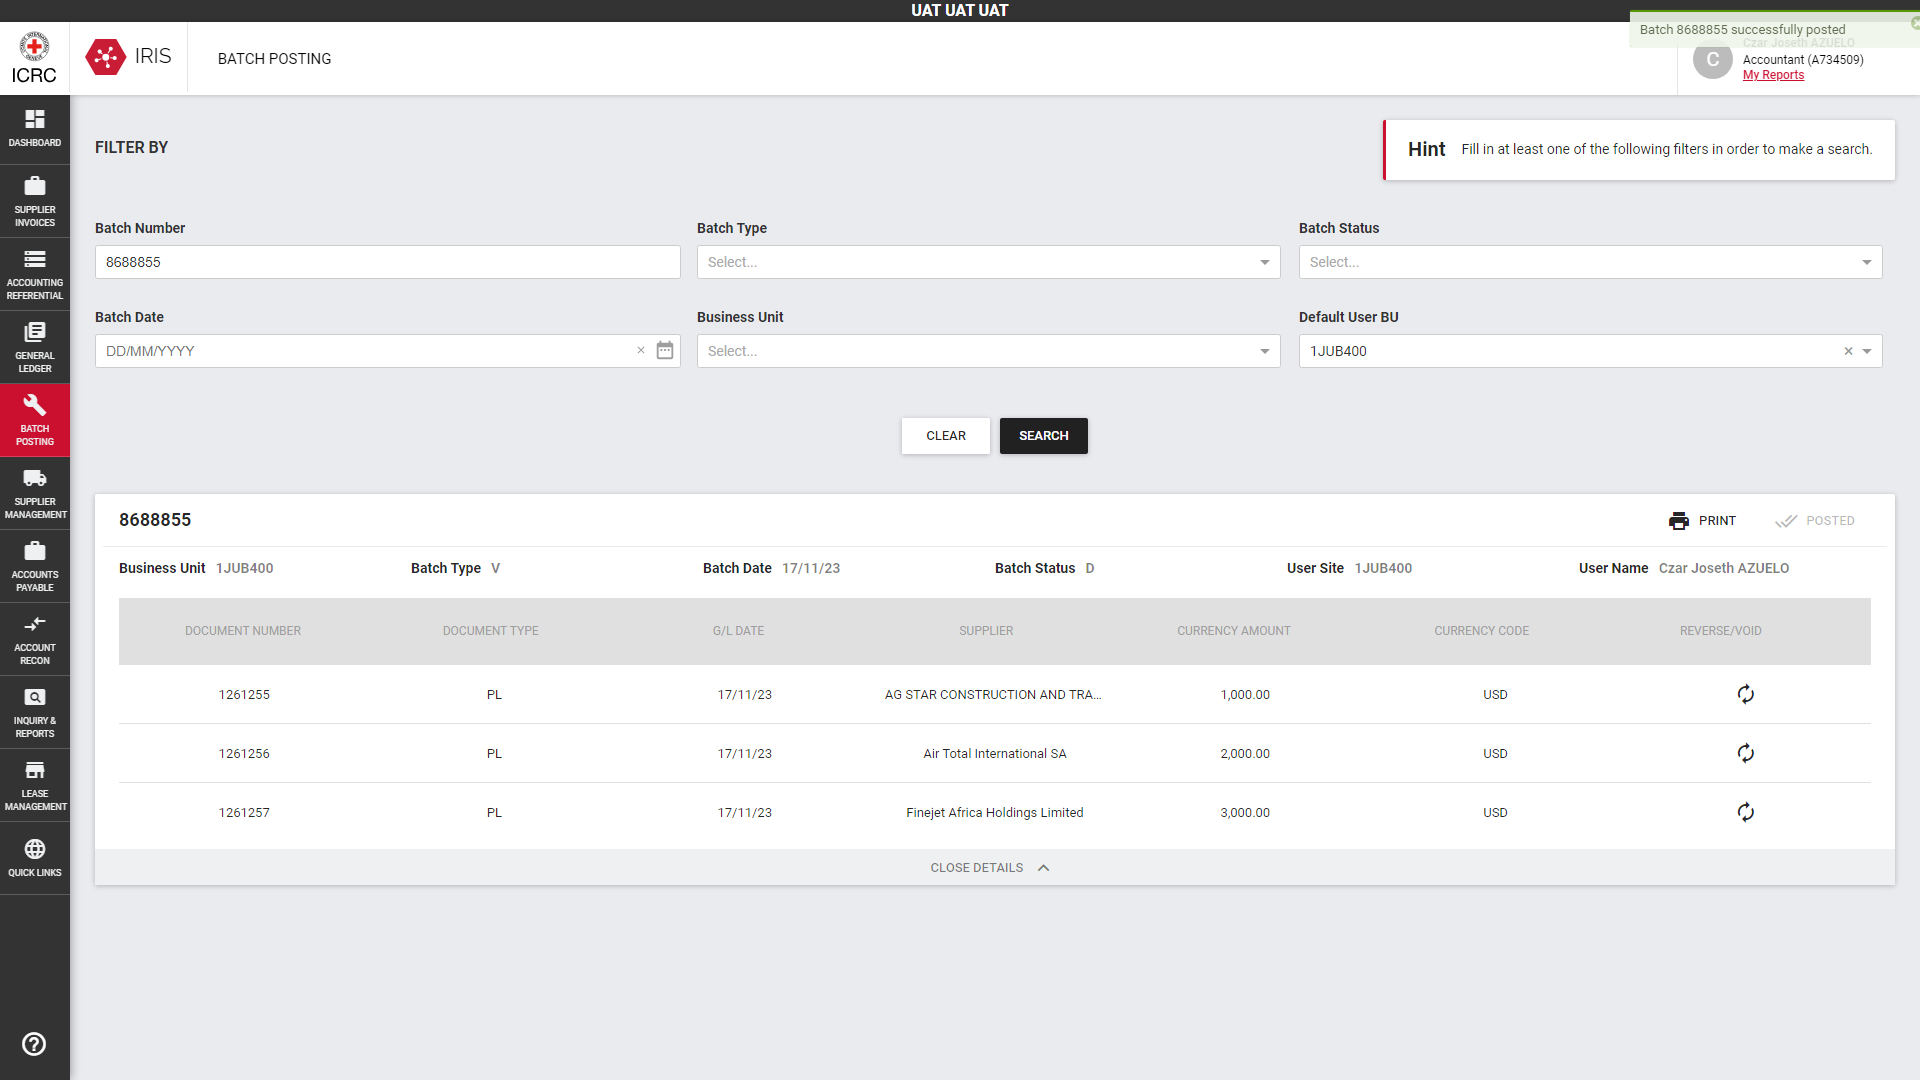 UAT UAT UAT
Batch 8688855 successfully posted
ICRC
IRIS
BATCH POSTING
C
Czar Joseth AZUELO
Accountant (A734509)
My Reports
DASHBOARD
SUPPLIER
INVOICES
ACCOUNTING
REFERENTIAL
GENERAL
LEDGER
BATCH
POSTING
SUPPLIER
MANAGEMENT
ACCOUNTS
PAYABLE
ACCOUNT
RECON
INQUIRY &
REPORTS
LEASE
MANAGEMENT
QUICK LINKS
FILTER BY
Hint Fill in at least one of the following filters in order to make a search.
Batch Number Batch Type Batch Status
8688855 Select... Select...
Batch Date Business Unit Default User BU
DD/MM/YYYY Select... 1JUB400
CLEAR SEARCH
8688855 PRINT POSTED
Business Unit 1JUB400 Batch Type V Batch Date 17/11/23 Batch Status D User Site 1JUB400 User Name Czar Joseth AZUELO
DOCUMENT NUMBER DOCUMENT TYPE G/L DATE SUPPLIER CURRENCY AMOUNT CURRENCY CODE REVERSE/VOID
1261255 PL 17/11/23 AG STAR CONSTRUCTION AND TRA... 1,000.00 USD
1261256 PL 17/11/23 Air Total International SA 2,000.00 USD
1261257 PL 17/11/23 Finejet Africa Holdings Limited 3,000.00 USD
CLOSE DETAILS